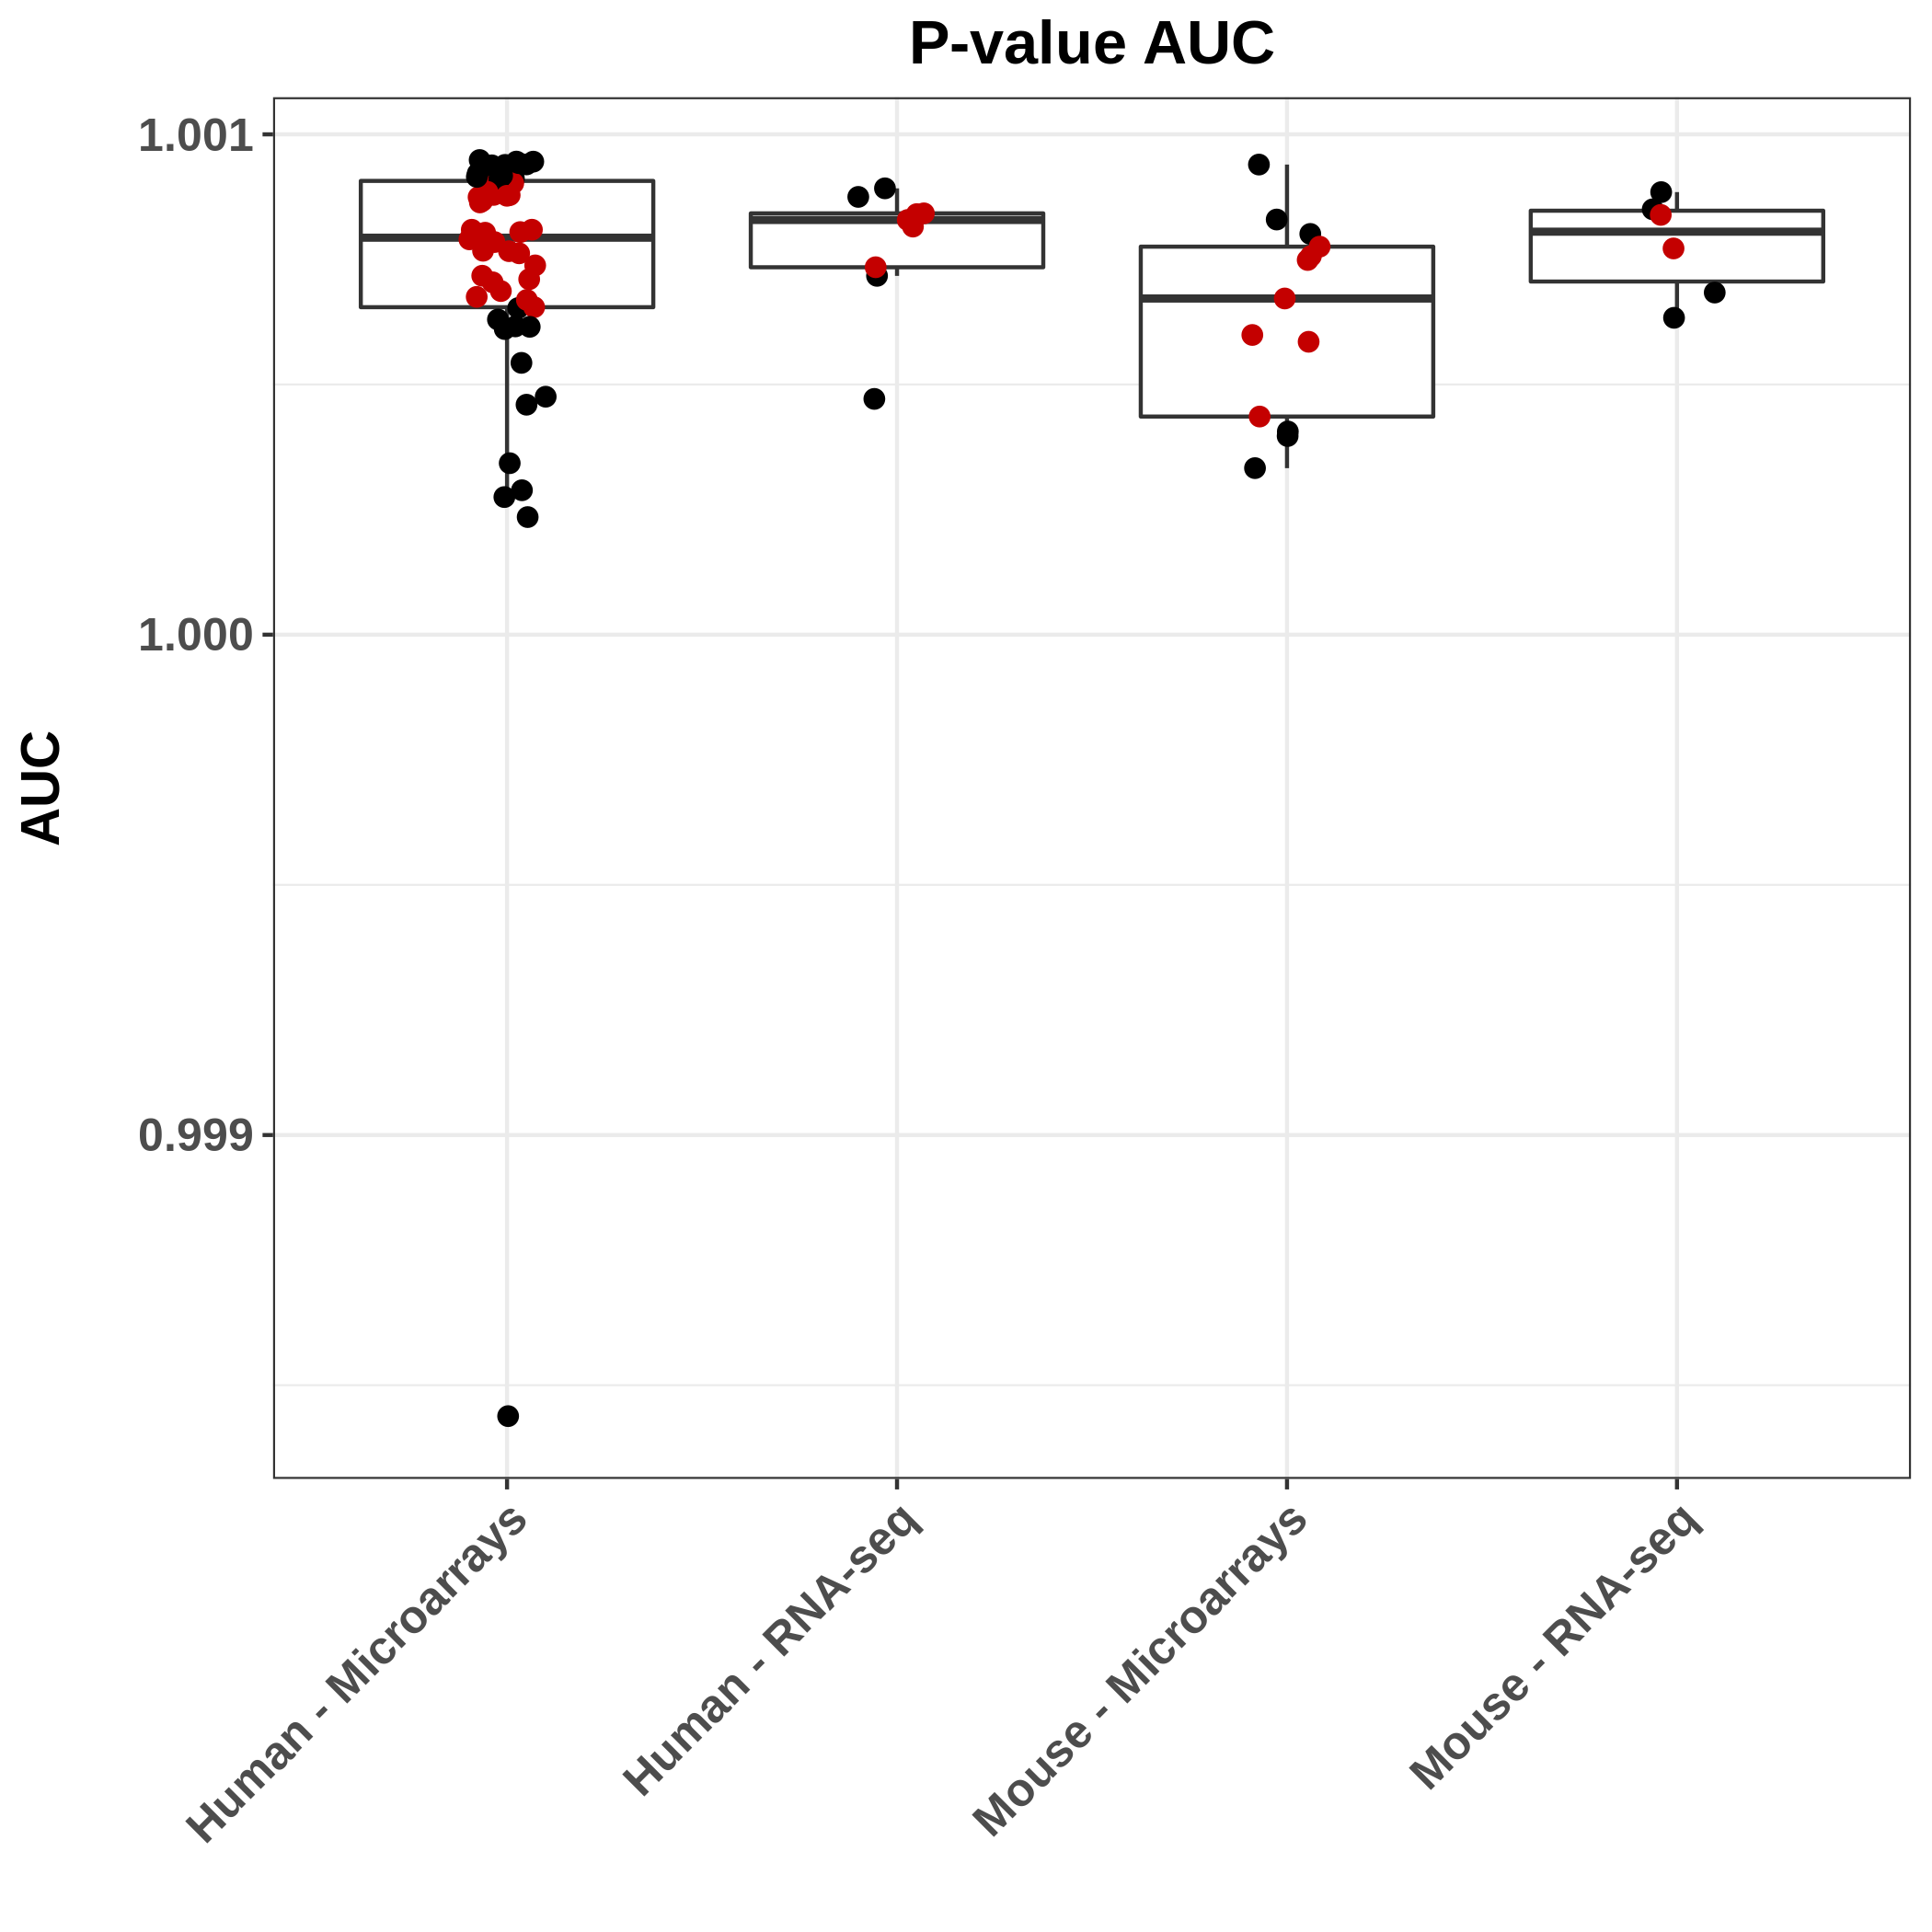 P-value AUC
1.001
1.000
0.999
AUC
Human - Microarrays
Human - RNA-seq
Mouse - Microarrays
Mouse - RNA-seq